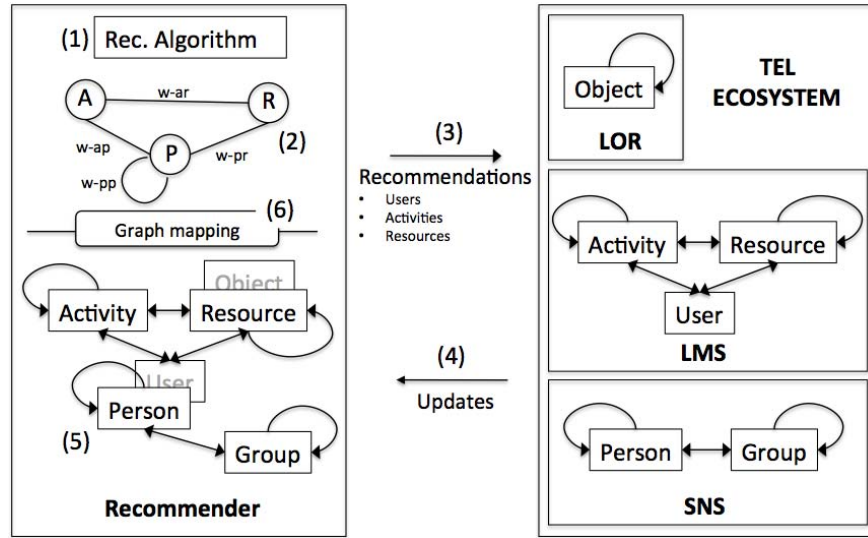 (1) Rec. Algorithm
A
w-ar
R
(2)
w-ap
P
w-pr
w-pp
(6)
Graph mapping
Object
Activity
Resource
User
Person
(5)
Group
Recommender
(3)
Recommendations
• Users
• Activities
• Resources
(4)
Updates
Object
LOR
TEL
ECOSYSTEM
Activity
Resource
User
LMS
Person
Group
SNS